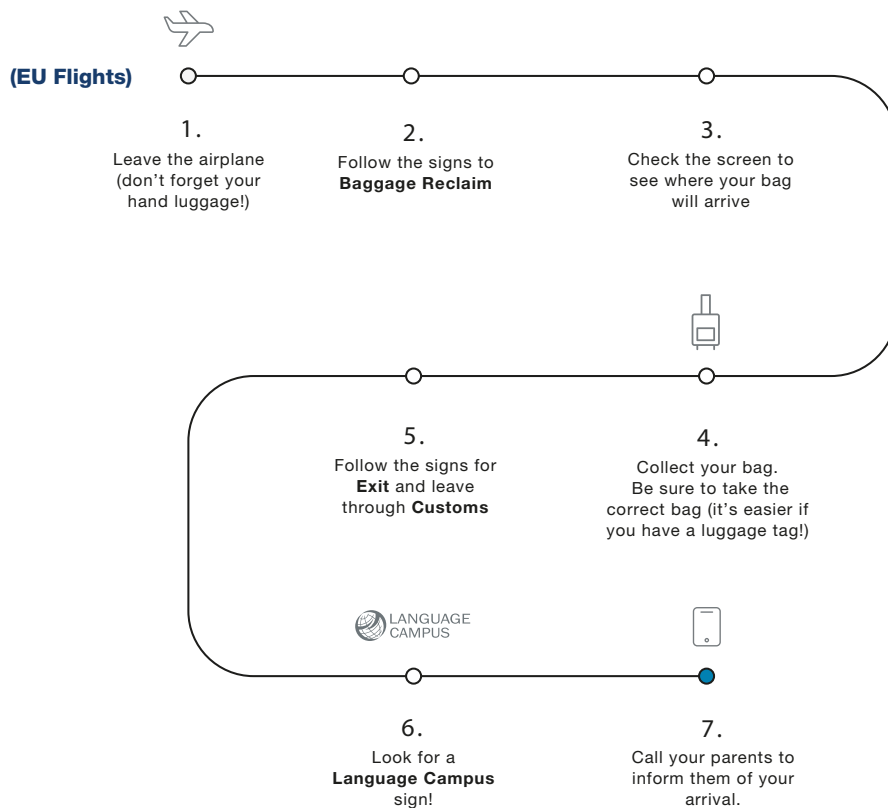 (EU Flights)
1.
Leave the airplane
(don't forget your
hand luggage!)
2.
Follow the signs to
Baggage Reclaim
3.
Check the screen to
see where your bag
will arrive
4.
Collect your bag.
Be sure to take the
correct bag (it's easier if
you have a luggage tag!)
5.
Follow the signs for
Exit and leave
through Customs
LANGUAGE
CAMPUS
6.
Look for a
Language Campus
sign!
7.
Call your parents to
inform them of your
arrival.